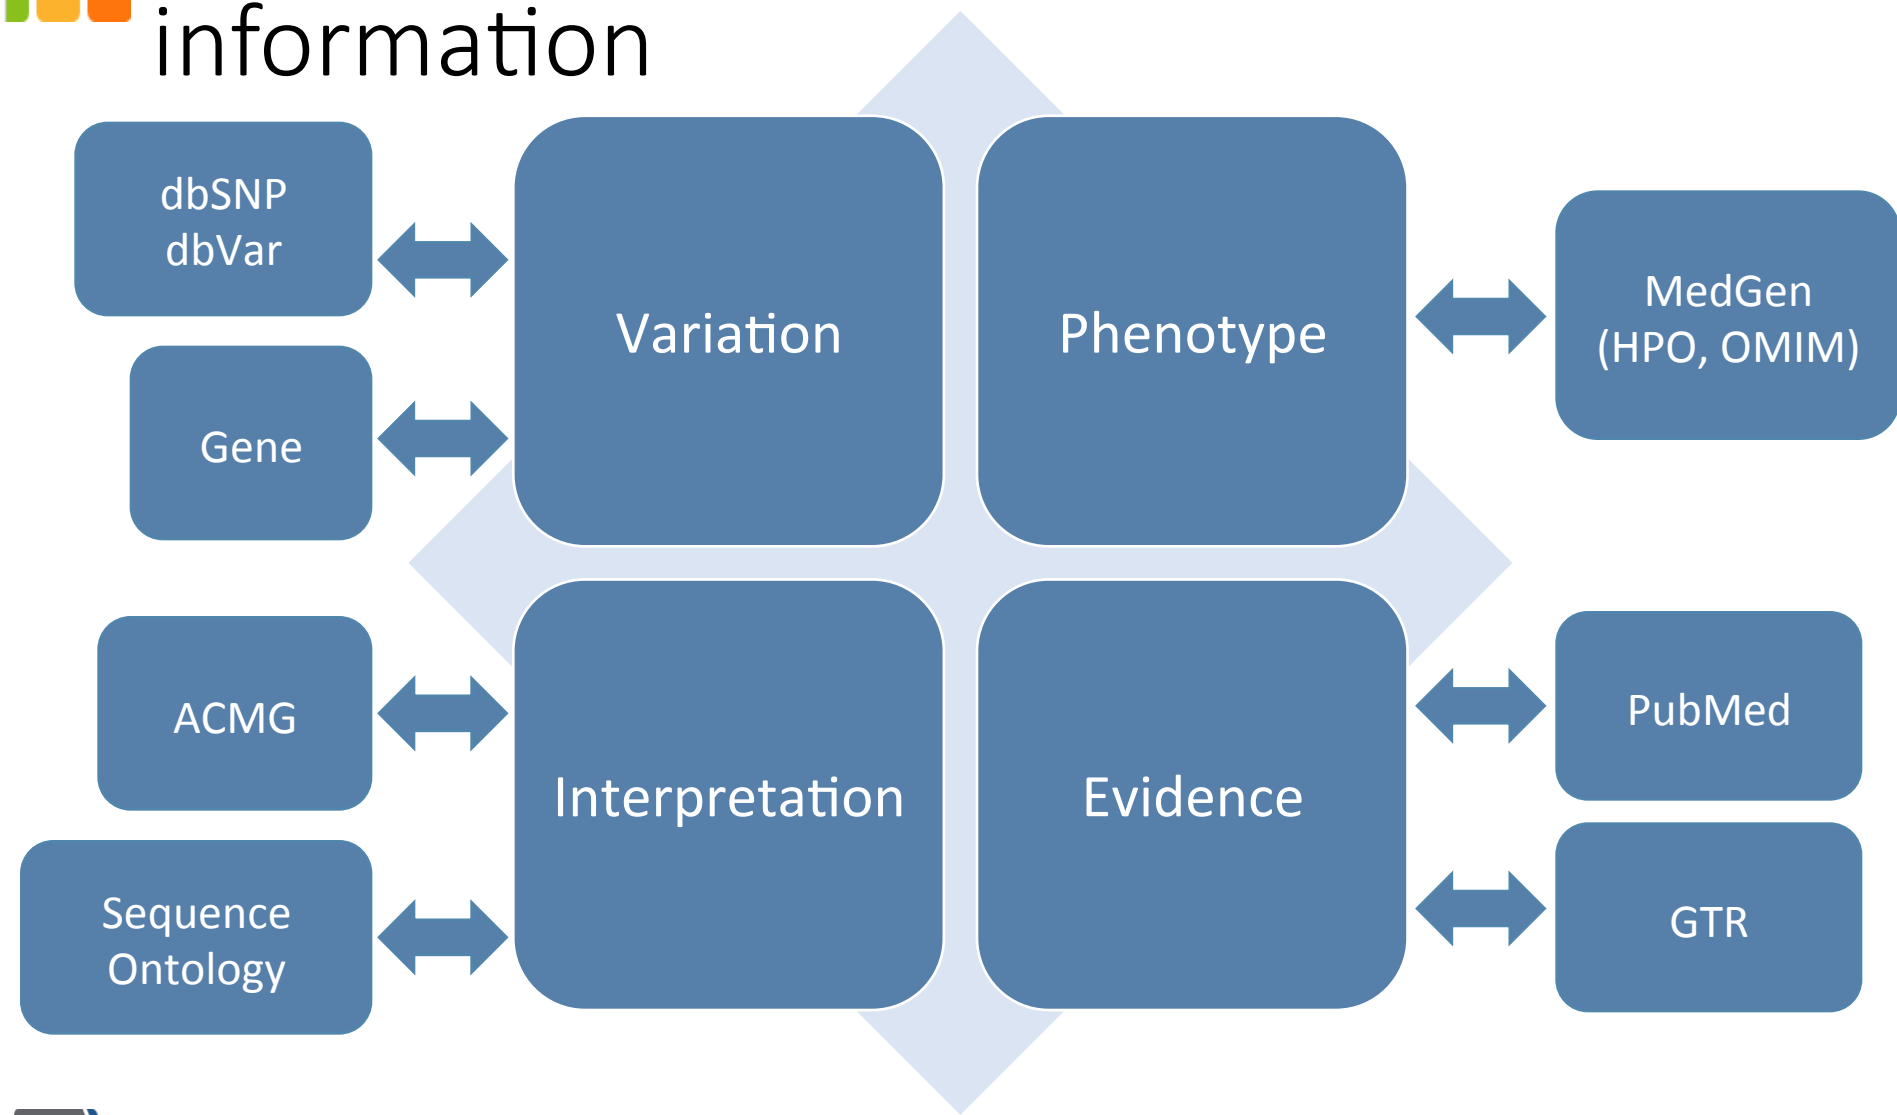 information
dbSNP
dbVar
Gene
Variation
Phenotype
MedGen
(HPO, OMIM)
ACMG
Sequence
Ontology
Interpretation
Evidence
PubMed
GTR